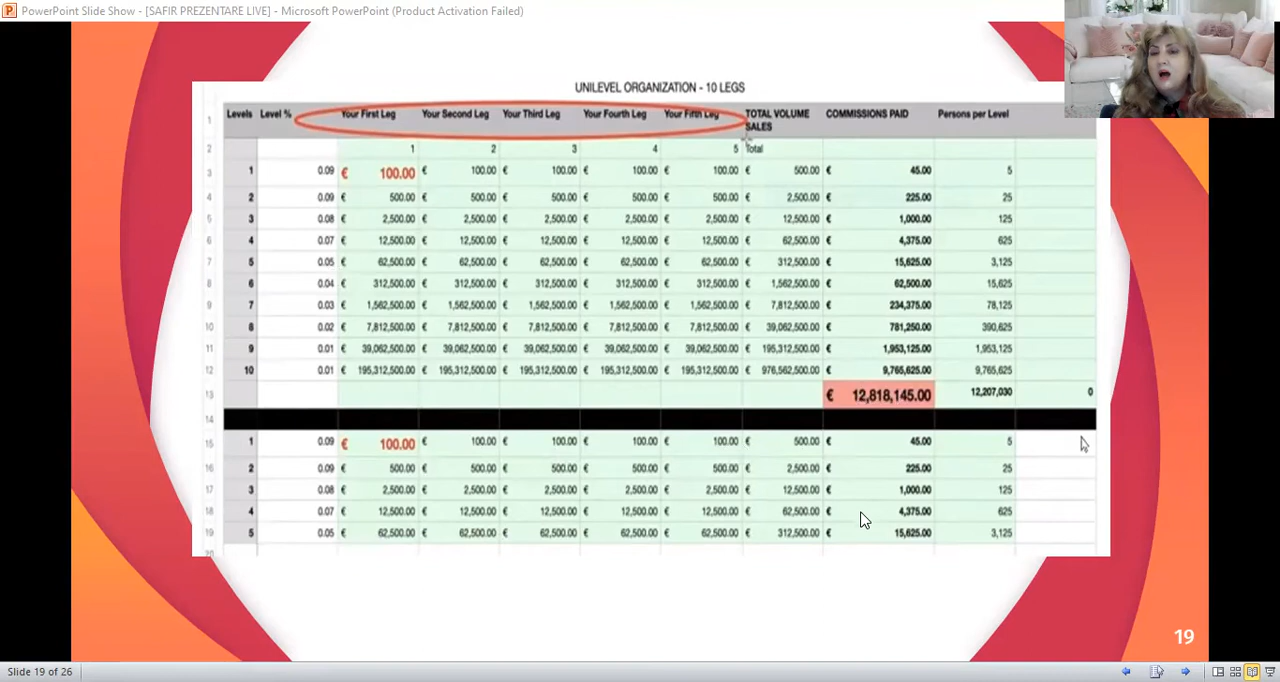 PowerPoint Slide Show - [SAFIR PREZENTARE LIVE] - Microsoft PowerPoint (Product Activation Failed)
UNILEVEL ORGANIZATION - 10 LEGS
1 Levels Level % Your First Leg Your Second Leg Your Third Leg Your Fourth Leg Your Fifth Leg TOTAL VOLUME SALES COMMISSIONS PAID Persons per Level
2 1 2 3 4 5 Total
3 1 0.09 € 100.00 € 100.00 € 100.00 € 100.00 € 100.00 € 500.00 € 45.00 5
4 2 0.09 € 500.00 € 500.00 € 500.00 € 500.00 € 500.00 € 2,500.00 € 225.00 25
5 3 0.08 € 2,500.00 € 2,500.00 € 2,500.00 € 2,500.00 € 2,500.00 € 12,500.00 € 1,000.00 125
6 4 0.07 € 12,500.00 € 12,500.00 € 12,500.00 € 12,500.00 € 12,500.00 € 62,500.00 € 4,375.00 625
7 5 0.05 € 62,500.00 € 62,500.00 € 62,500.00 € 62,500.00 € 62,500.00 € 312,500.00 € 15,625.00 3,125
8 6 0.04 € 312,500.00 € 312,500.00 € 312,500.00 € 312,500.00 € 312,500.00 € 1,562,500.00 € 62,500.00 15,625
9 7 0.03 € 1,562,500.00 € 1,562,500.00 € 1,562,500.00 € 1,562,500.00 € 1,562,500.00 € 7,812,500.00 € 234,375.00 78,125
10 8 0.02 € 7,812,500.00 € 7,812,500.00 € 7,812,500.00 € 7,812,500.00 € 7,812,500.00 € 39,062,500.00 € 781,250.00 390,625
11 9 0.01 € 39,062,500.00 € 39,062,500.00 € 39,062,500.00 € 39,062,500.00 € 39,062,500.00 € 195,312,500.00 € 1,953,125.00 1,953,125
12 10 0.01 € 195,312,500.00 € 195,312,500.00 € 195,312,500.00 € 195,312,500.00 € 195,312,500.00 € 976,562,500.00 € 9,765,625.00 9,765,625
13 € 12,818,145.00 12,207,030 0
14
15 1 0.09 € 100.00 € 100.00 € 100.00 € 100.00 € 100.00 € 500.00 € 45.00 5
16 2 0.09 € 500.00 € 500.00 € 500.00 € 500.00 € 500.00 € 2,500.00 € 225.00 25
17 3 0.08 € 2,500.00 € 2,500.00 € 2,500.00 € 2,500.00 € 2,500.00 € 12,500.00 € 1,000.00 125
18 4 0.07 € 12,500.00 € 12,500.00 € 12,500.00 € 12,500.00 € 12,500.00 € 62,500.00 € 4,375.00 625
19 5 0.05 € 62,500.00 € 62,500.00 € 62,500.00 € 62,500.00 € 62,500.00 € 312,500.00 € 15,625.00 3,125
20
19
Slide 19 of 26